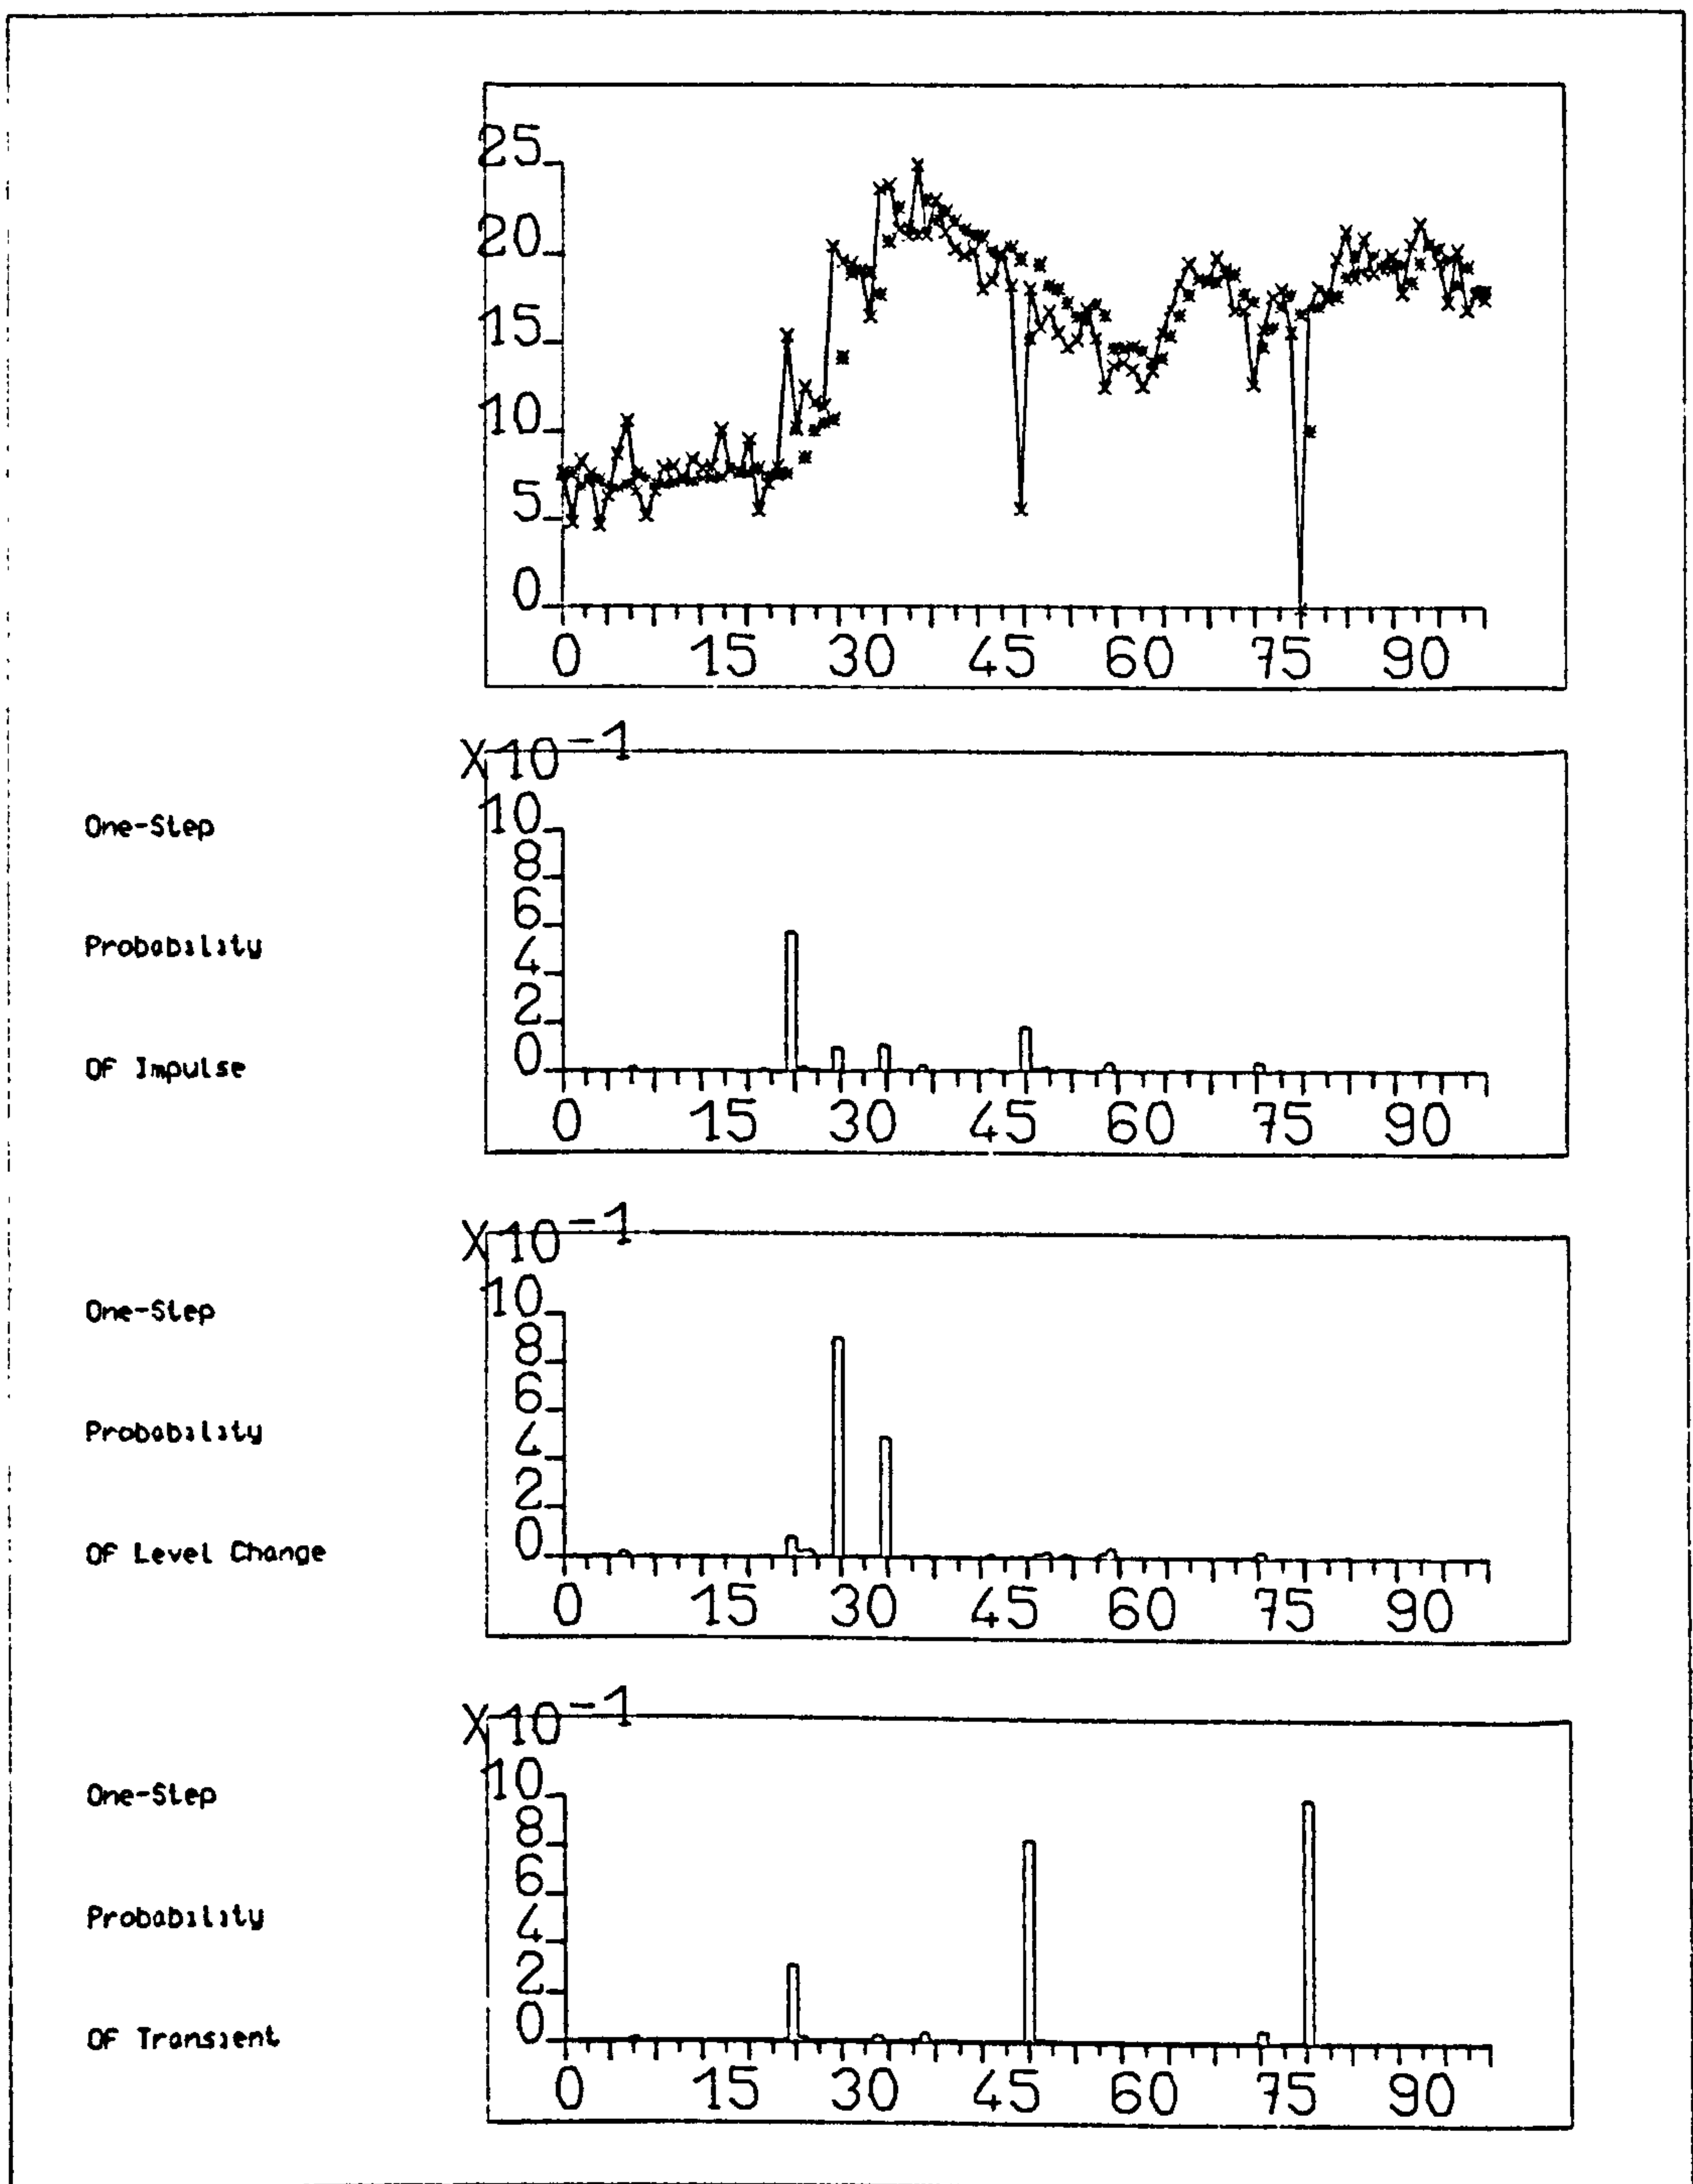 25
20
15
10
5
0
0 15 30 45 60 75 90
X10-1
10
8
6
4
2
0
0 15 30 45 60 75 90
One-Step
Probability
Of Impulse
X10-1
10
8
6
4
2
0
0 15 30 45 60 75 90
One-Step
Probability
Of Level Change
X10-1
10
8
6
4
2
0
0 15 30 45 60 75 90
One-Step
Probability
Of Transient